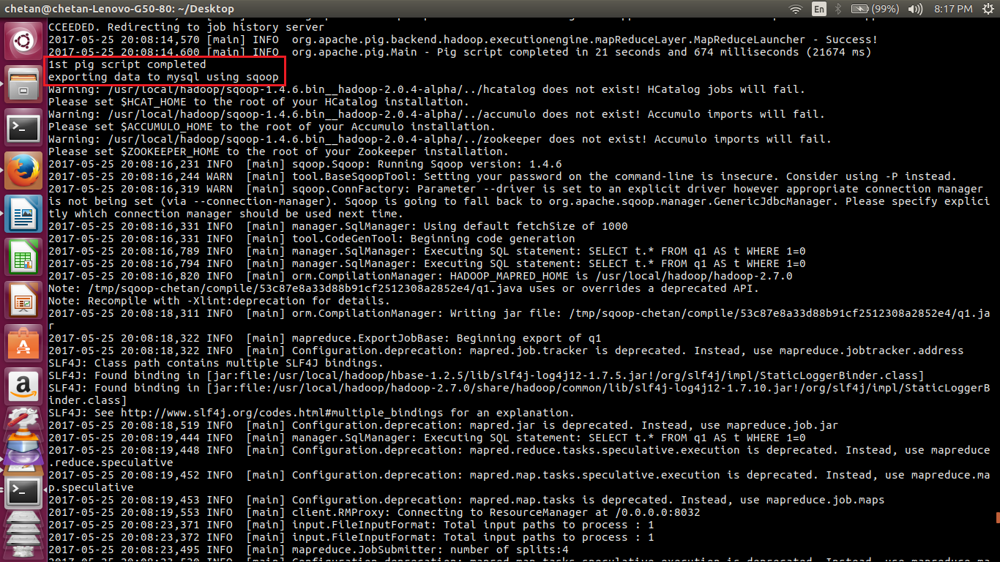 chetan@chetan-Lenovo-G50-80: ~/Desktop
En
(99%)
8:17 PM
CCEEDED. Redirecting to job history server
2017-05-25 20:08:14,570 [main] INFO  org.apache.pig.backend.hadoop.executionengine.mapReduceLayer.MapReduceLauncher - Success!
2017-05-25 20:08:14,600 [main] INFO  org.apache.pig.Main - Pig script completed in 21 seconds and 674 milliseconds (21674 ms)
1st pig script completed
exporting data to mysql using sqoop
Warning: /usr/local/hadoop/sqoop-1.4.6.bin__hadoop-2.0.4-alpha/../hcatalog does not exist! HCatalog jobs will fail.
Please set $HCAT_HOME to the root of your HCatalog installation.
Warning: /usr/local/hadoop/sqoop-1.4.6.bin__hadoop-2.0.4-alpha/../accumulo does not exist! Accumulo imports will fail.
Please set $ACCUMULO_HOME to the root of your Accumulo installation.
Warning: /usr/local/hadoop/sqoop-1.4.6.bin__hadoop-2.0.4-alpha/../zookeeper does not exist! Accumulo imports will fail.
Please set $ZOOKEEPER_HOME to the root of your Zookeeper installation.
2017-05-25 20:08:16,231 INFO  [main] sqoop.Sqoop: Running Sqoop version: 1.4.6
2017-05-25 20:08:16,244 WARN  [main] tool.BaseSqoopTool: Setting your password on the command-line is insecure. Consider using -P instead.
2017-05-25 20:08:16,319 WARN  [main] sqoop.ConnFactory: Parameter --driver is set to an explicit driver however appropriate connection manager
is not being set (via --connection-manager). Sqoop is going to fall back to org.apache.sqoop.manager.GenericJdbcManager. Please specify explici
tly which connection manager should be used next time.
2017-05-25 20:08:16,331 INFO  [main] manager.SqlManager: Using default fetchSize of 1000
2017-05-25 20:08:16,331 INFO  [main] tool.CodeGenTool: Beginning code generation
2017-05-25 20:08:16,789 INFO  [main] manager.SqlManager: Executing SQL statement: SELECT t.* FROM q1 AS t WHERE 1=0
2017-05-25 20:08:16,794 INFO  [main] manager.SqlManager: Executing SQL statement: SELECT t.* FROM q1 AS t WHERE 1=0
2017-05-25 20:08:16,820 INFO  [main] orm.CompilationManager: HADOOP_MAPRED_HOME is /usr/local/hadoop/hadoop-2.7.0
Note: /tmp/sqoop-chetan/compile/53c87e8a33d88b91cf2512308a2852e4/q1.java uses or overrides a deprecated API.
Note: Recompile with -Xlint:deprecation for details.
2017-05-25 20:08:18,311 INFO  [main] orm.CompilationManager: Writing jar file: /tmp/sqoop-chetan/compile/53c87e8a33d88b91cf2512308a2852e4/q1.ja
r
2017-05-25 20:08:18,322 INFO  [main] mapreduce.ExportJobBase: Beginning export of q1
2017-05-25 20:08:18,322 INFO  [main] Configuration.deprecation: mapred.job.tracker is deprecated. Instead, use mapreduce.jobtracker.address
SLF4J: Class path contains multiple SLF4J bindings.
SLF4J: Found binding in [jar:file:/usr/local/hadoop/hbase-1.2.5/lib/slf4j-log4j12-1.7.5.jar!/org/slf4j/impl/StaticLoggerBinder.class]
SLF4J: Found binding in [jar:file:/usr/local/hadoop/hadoop-2.7.0/share/hadoop/common/lib/slf4j-log4j12-1.7.10.jar!/org/slf4j/impl/StaticLoggerB
inder.class]
SLF4J: See http://www.slf4j.org/codes.html#multiple_bindings for an explanation.
2017-05-25 20:08:18,519 INFO  [main] Configuration.deprecation: mapred.jar is deprecated. Instead, use mapreduce.job.jar
2017-05-25 20:08:19,444 INFO  [main] manager.SqlManager: Executing SQL statement: SELECT t.* FROM q1 AS t WHERE 1=0
2017-05-25 20:08:19,448 INFO  [main] Configuration.deprecation: mapred.reduce.tasks.speculative.execution is deprecated. Instead, use mapreduce
.reduce.speculative
2017-05-25 20:08:19,452 INFO  [main] Configuration.deprecation: mapred.map.tasks.speculative.execution is deprecated. Instead, use mapreduce.ma
p.speculative
2017-05-25 20:08:19,453 INFO  [main] Configuration.deprecation: mapred.map.tasks is deprecated. Instead, use mapreduce.job.maps
2017-05-25 20:08:19,553 INFO  [main] client.RMProxy: Connecting to ResourceManager at /0.0.0.0:8032
2017-05-25 20:08:23,371 INFO  [main] input.FileInputFormat: Total input paths to process : 1
2017-05-25 20:08:23,372 INFO  [main] input.FileInputFormat: Total input paths to process : 1
2017-05-25 20:08:23,495 INFO  [main] mapreduce.JobSubmitter: number of splits:4